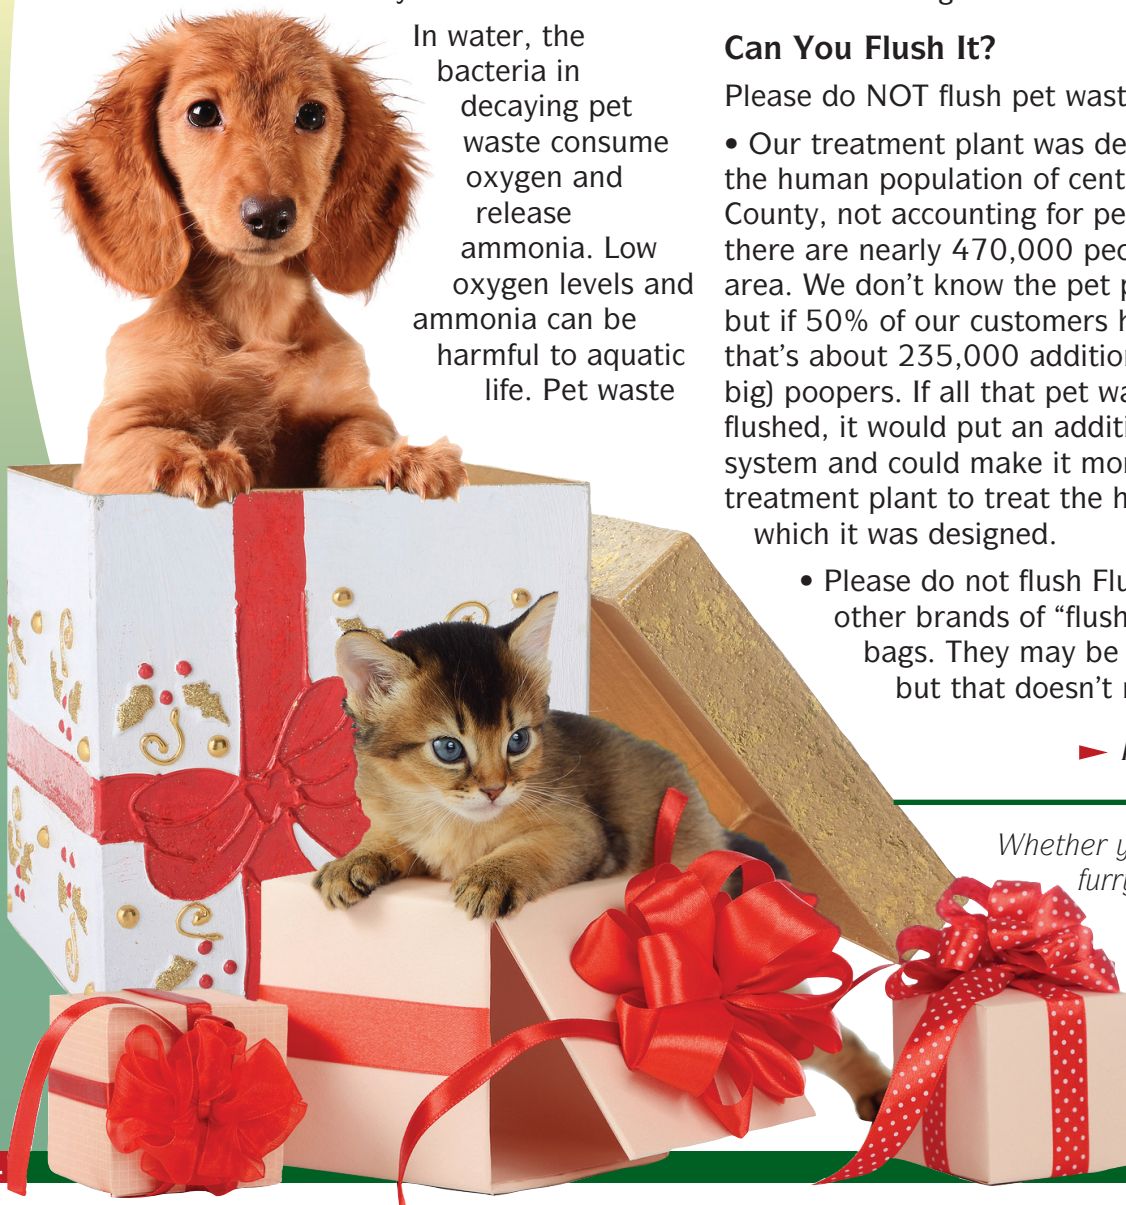 In water, the
bacteria in
decaying pet
waste consume
oxygen and
release
ammonia. Low
oxygen levels and
ammonia can be
harmful to aquatic
life. Pet waste
Can You Flush It?
Please do NOT flush pet wast
• Our treatment plant was de
the human population of cent
County, not accounting for pe
there are nearly 470,000 peo
area. We don’t know the pet p
but if 50% of our customers h
that’s about 235,000 addition
big) poopers. If all that pet wa
flushed, it would put an additi
system and could make it mor
treatment plant to treat the h
which it was designed.
• Please do not flush Flu
other brands of “flush
bags. They may be
but that doesn’t
Whether y
furry